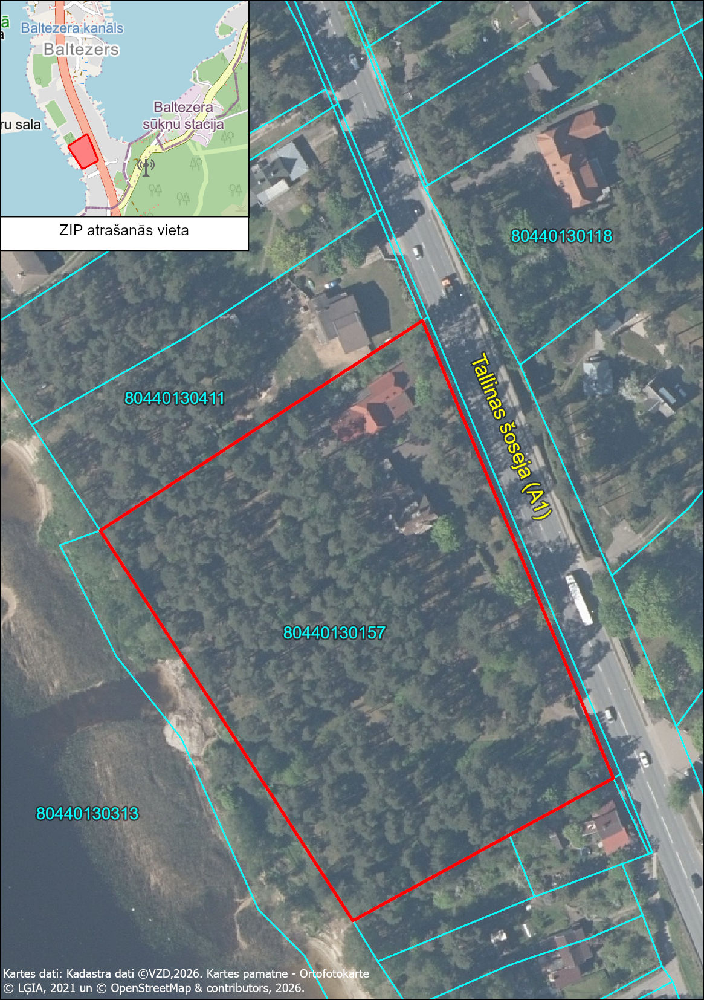 ā
a
Baltezera kanāls
Baltezers
Baltezera
sūkņu stacija
ru sala
ZIP atrašanās vieta
80440130118
80440130411
Tallinas šoseja (A1)
80440130157
80440130313
Kartes dati: Kadastra dati ©VZD,2026. Kartes pamatne - Ortofotokarte
© LĢIA, 2021 un © OpenStreetMap & contributors, 2026.